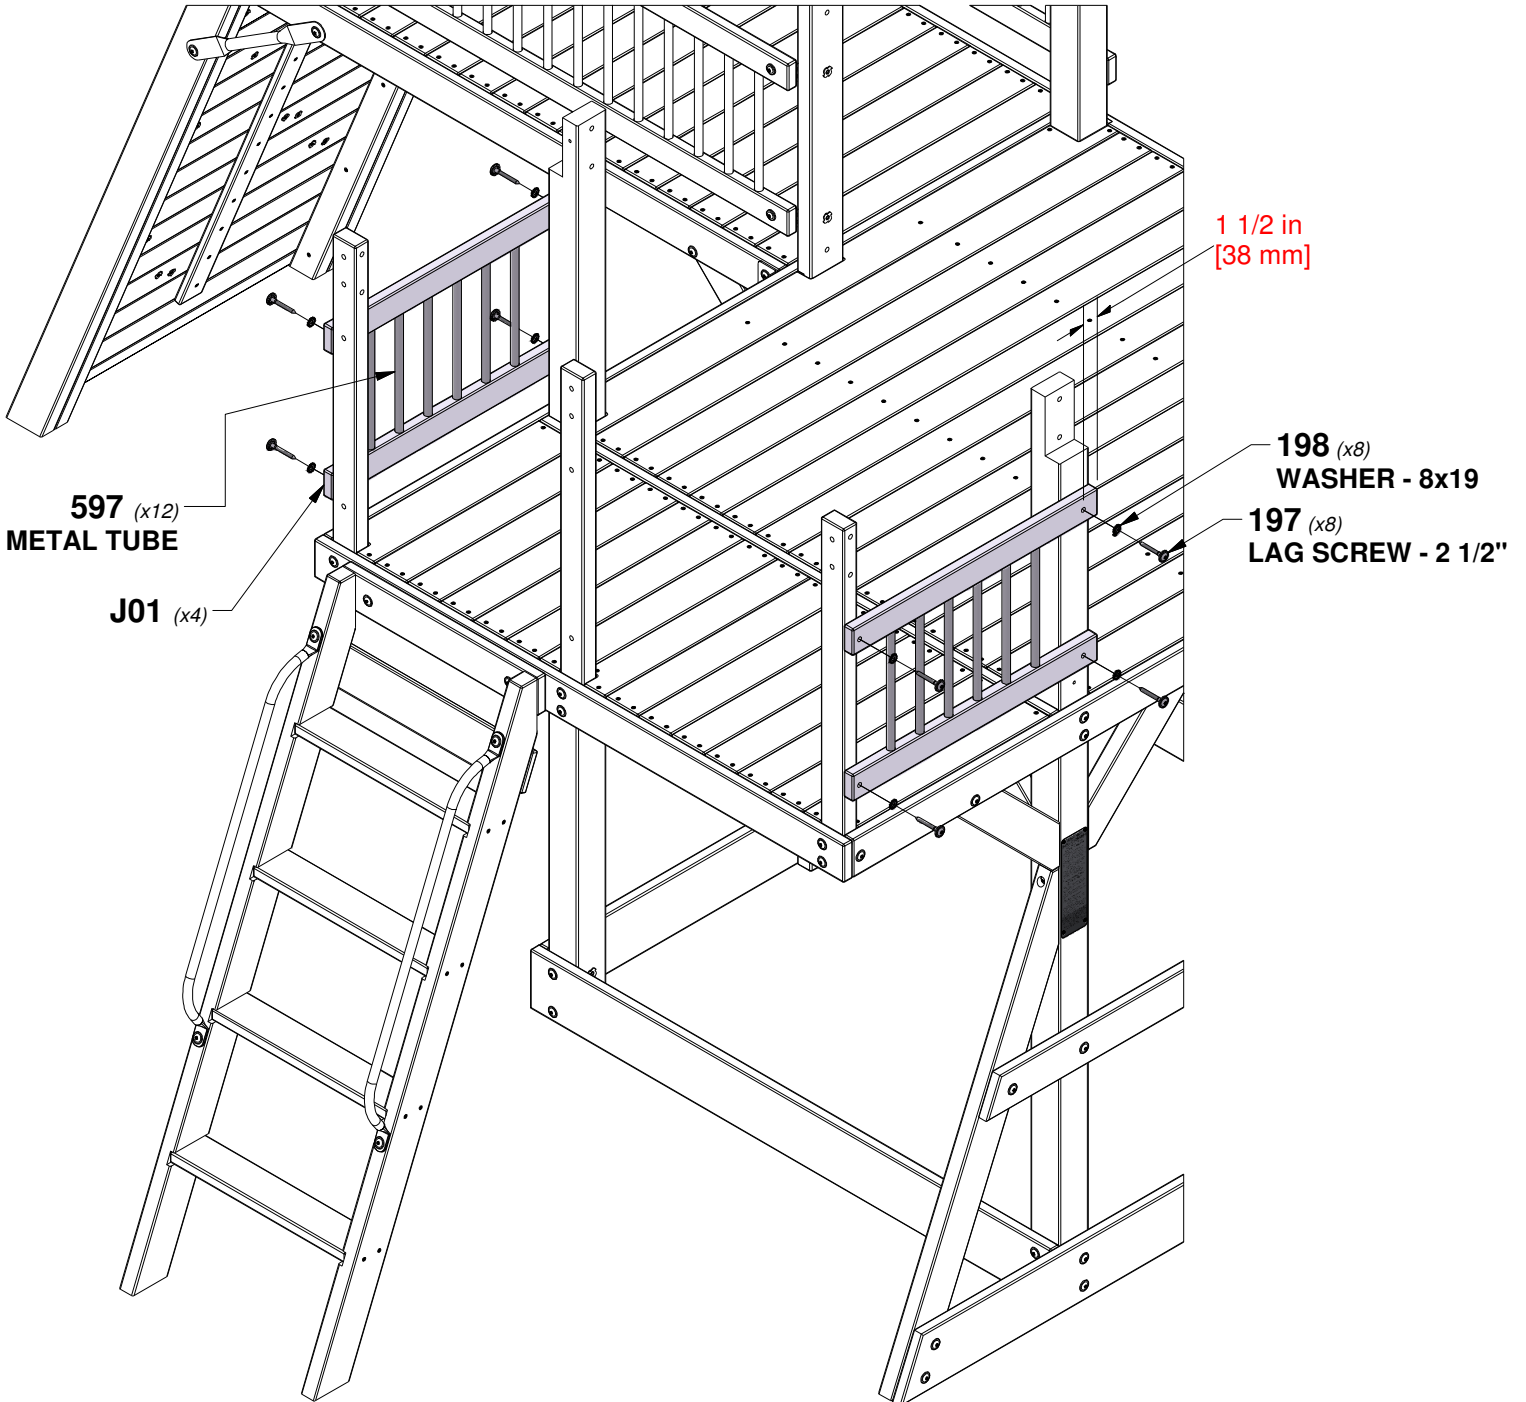 1 1/2 in
[38 mm]
198 (x8)
WASHER - 8x19
197 (x8)
LAG SCREW - 2 1/2"
597 (x12)
METAL TUBE
J01 (x4)